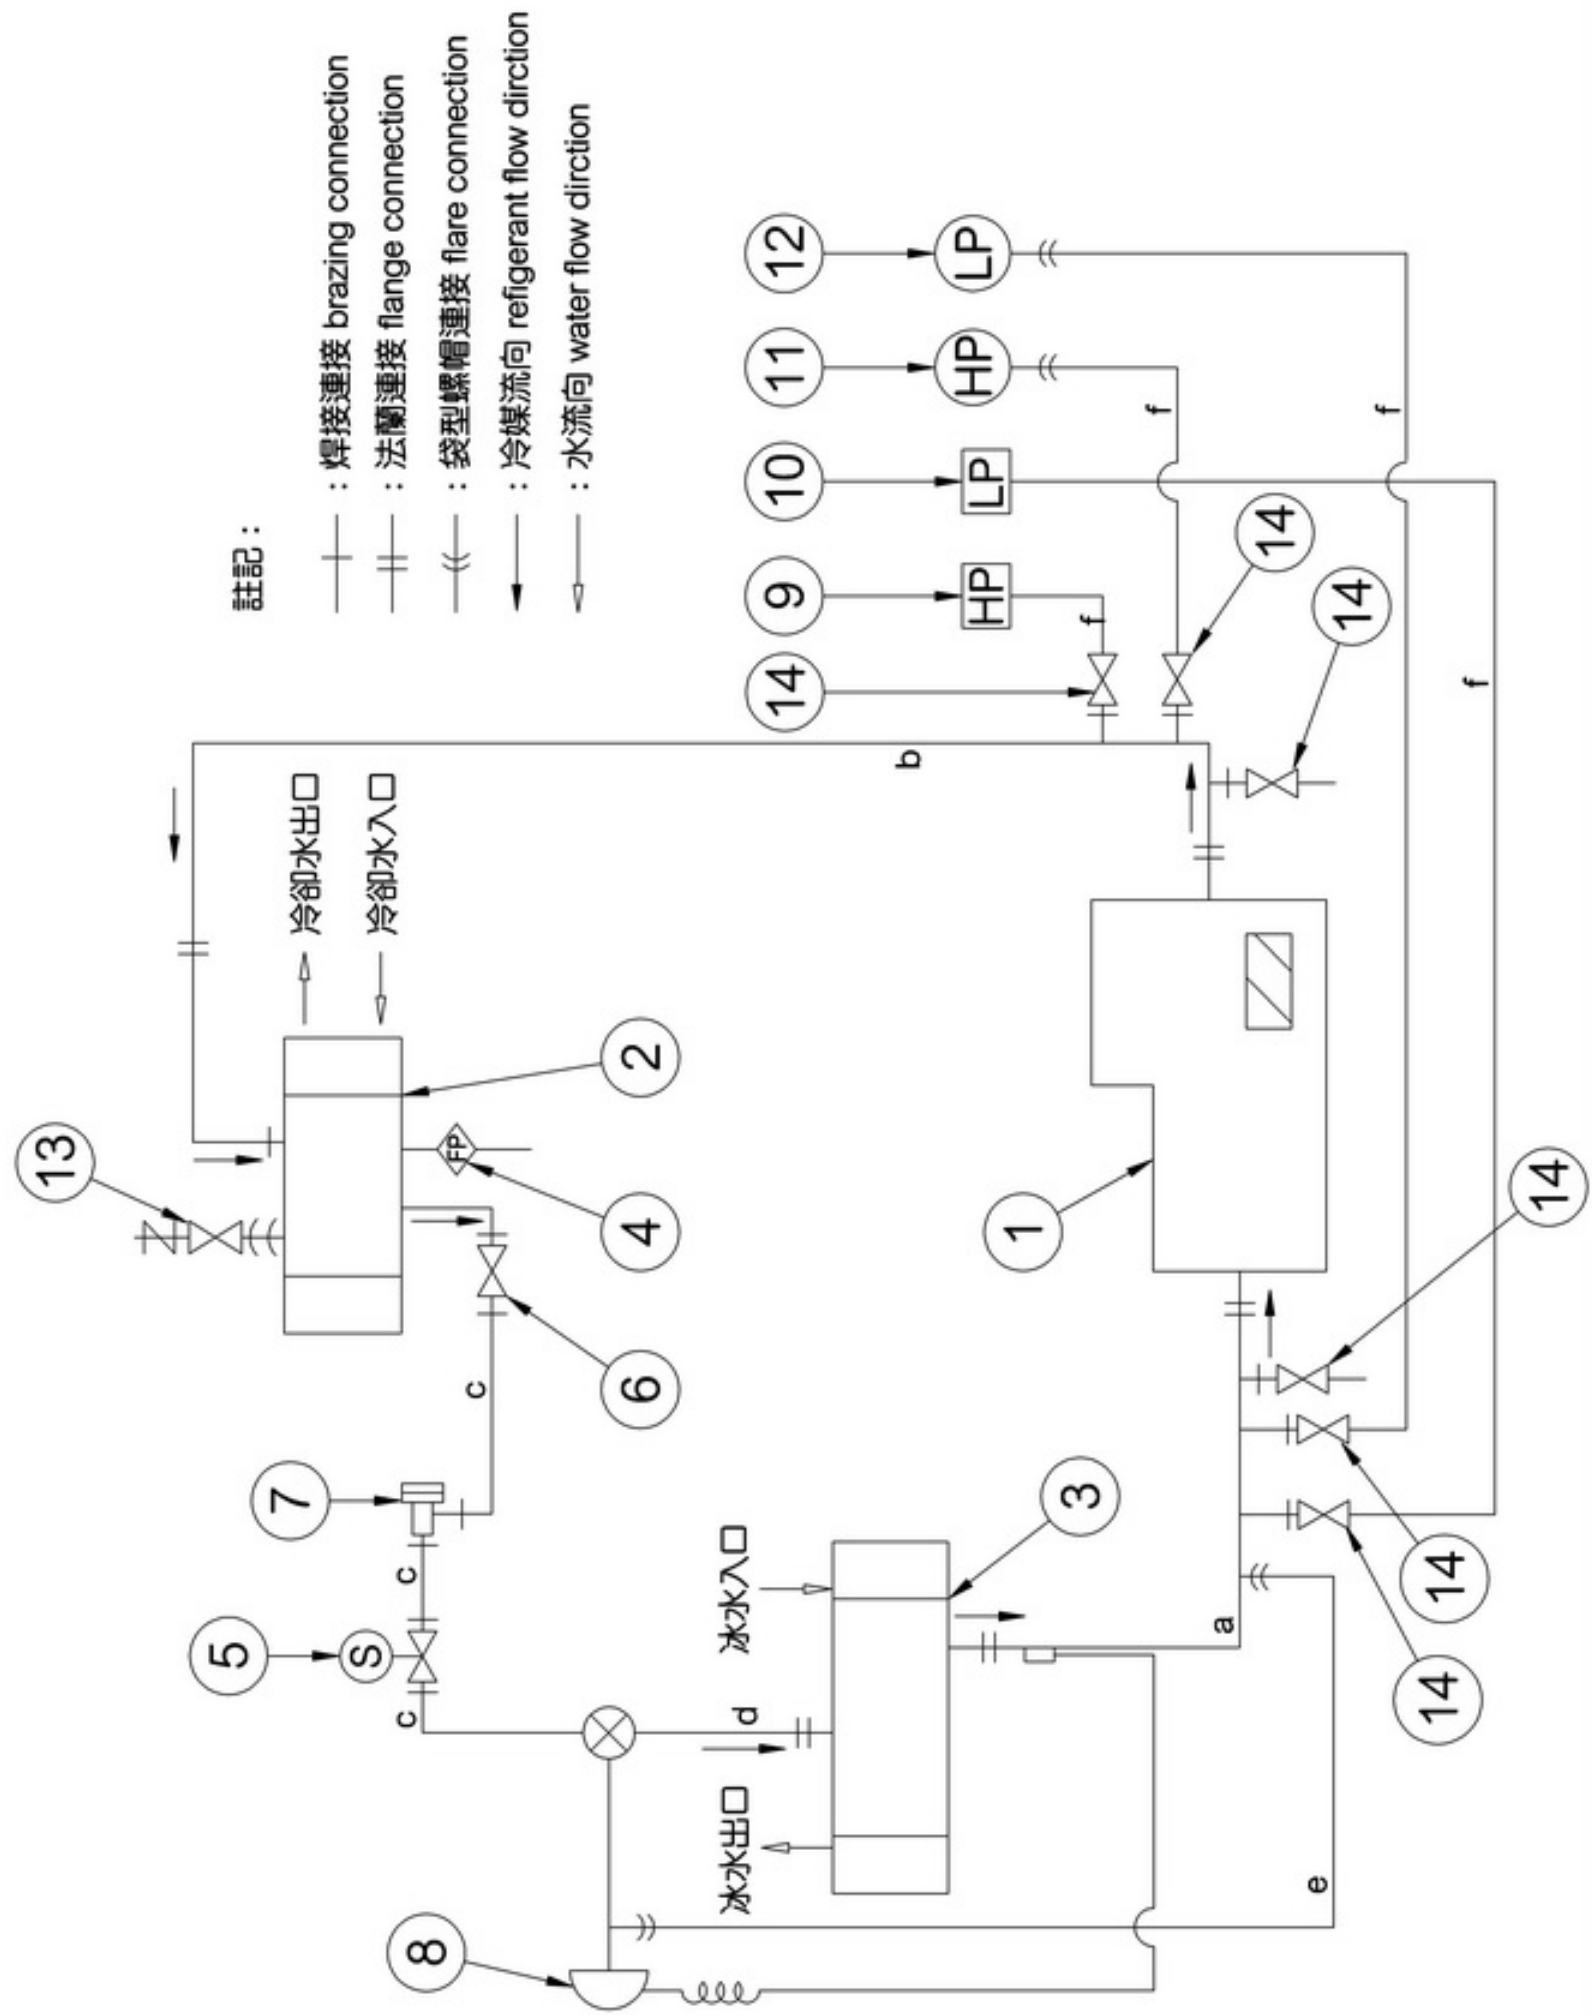 註記：
：焊接連接 brazing connection
：法蘭連接 flange connection
：袋型螺帽連接 flare connection
：冷媒流向 refigerant flow dirction
：水流向 water flow dirction
8
5
7
13
c
S
c
冷卻水出口
冷卻水入口
c
6
4
FP
2
b
冰水出口
冰水入口
d
3
1
14
9
10
11
12
HP
LP
HP
LP
f
f
f
f
14
14
a
e
14
14
14